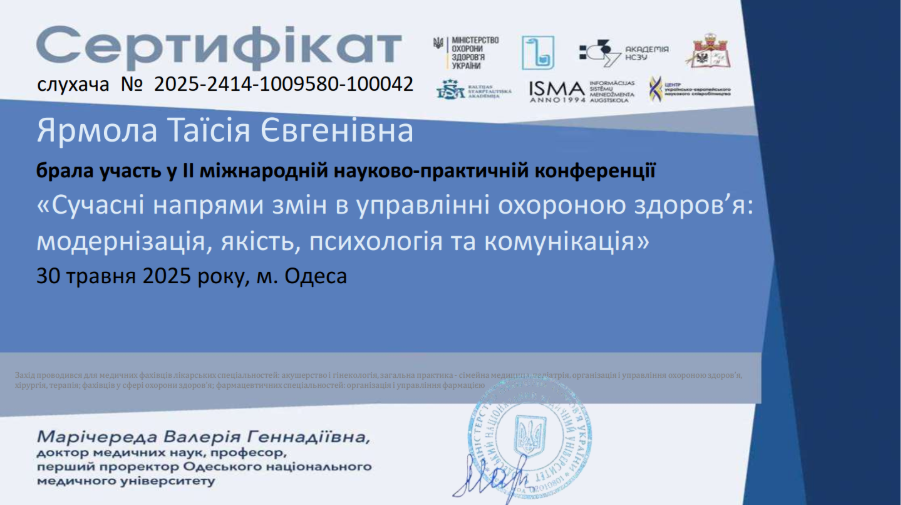 Сертифікат
слухача № 2025-2414-1009580-100042
МІНІСТЕРСТВО
ОХОРОНИ
ЗДОРОВ'Я
УКРАЇНИ
АКАДЕМІЯ
НСЗУ
ISMA
ANNO 1994
INFORMĀCIJAS
SISTĒMU
MENEDŽMENTA
AUGSTSKOLA
ЦЕНТР
українсько-європейського
наукового співробітництва
Ярмола Таїсія Євгенівна
брала участь у ІІ міжнародній науково-практичній конференції
«Сучасні напрями змін в управлінні охороною здоров’я:
модернізація, якість, психологія та комунікація»
30 травня 2025 року, м. Одеса
Захід проводився для медичних фахівців лікарських спеціальностей: акушерство і гінекологія, загальна практика - сімейна медицина, педіатрія, організація і управління охороною здоров'я,
хірургія, терапія, фахівців у сфері охорони здоров'я; фармацевтичних спеціальностей: організація і управління фармацією
Марічереда Валерія Геннадіївна,
доктор медичних наук, професор,
перший проректор Одеського національного
медичного університету